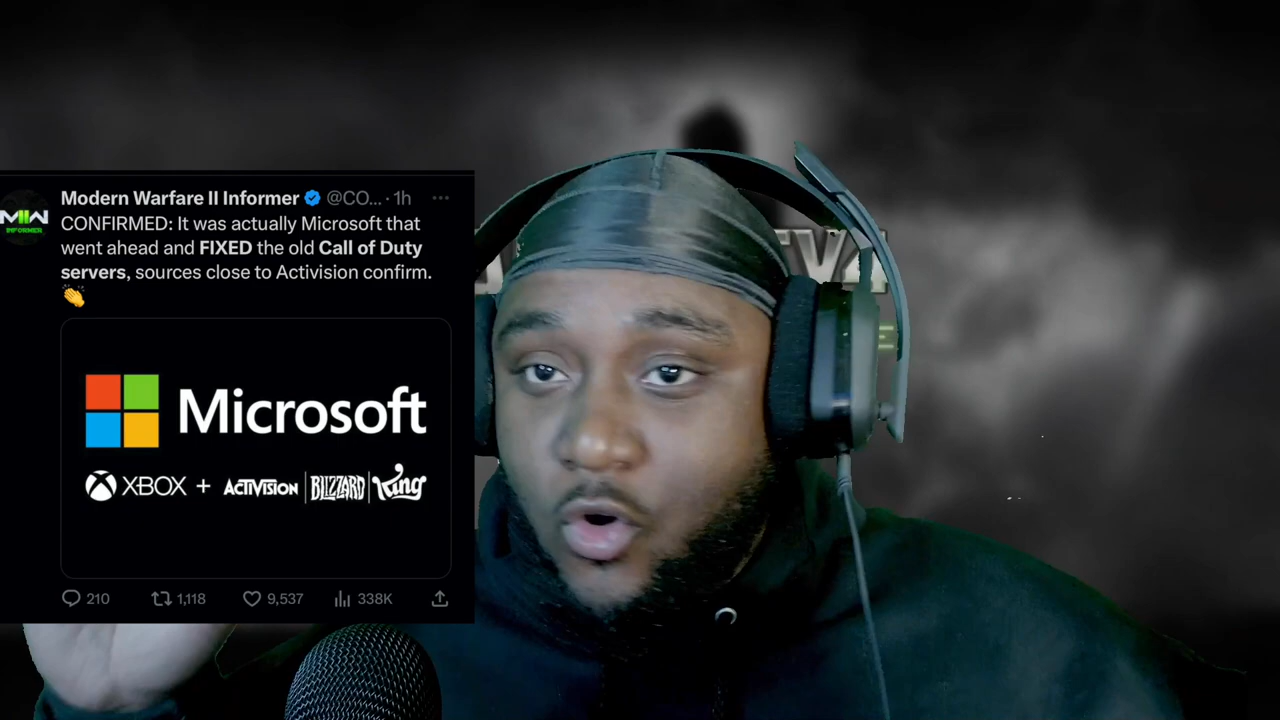 Modern Warfare II Informer @CO... · 1h ...
CONFIRMED: It was actually Microsoft that
went ahead and FIXED the old Call of Duty
servers, sources close to Activision confirm.
👏
MW
INFORMER
Microsoft
XBOX + ACTIVISION | BLIZZARD | King
210 1,118 9,537 338K